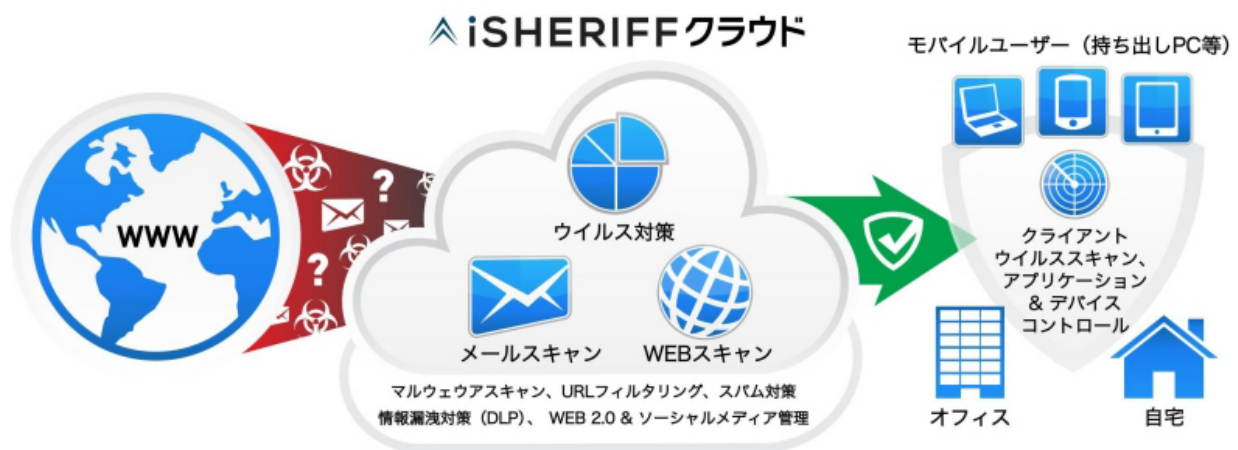 iSHERIFFクラウド
モバイルユーザー（持ち出しPC等）
WWW
?
?
ウイルス対策
メールスキャン
WEBスキャン
マルウェウアスキャン、URLフィルタリング、スパム対策
情報漏洩対策（DLP）、 WEB 2.0 & ソーシャルメディア管理
クライアント
ウイルススキャン、
アプリケーション
& デバイス
コントロール
オフィス
自宅